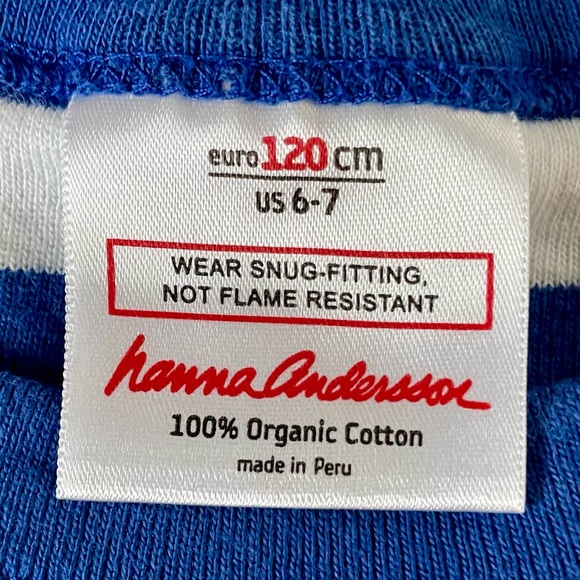 euro 120 cm
US 6-7
WEAR SNUG-FITTING,
NOT FLAME RESISTANT
hanna andersson
100% Organic Cotton
made in Peru